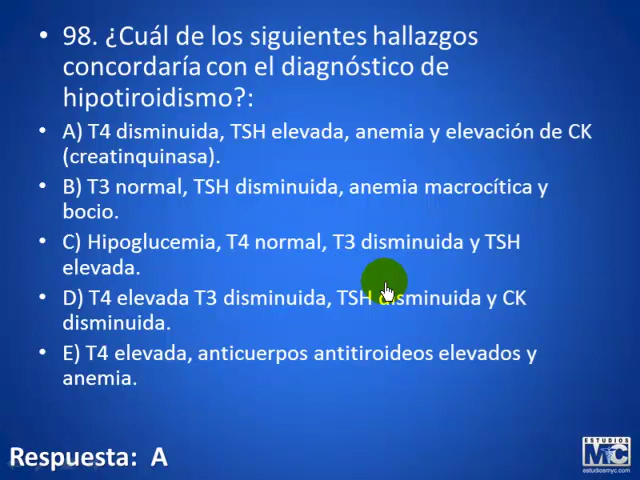 • 98. ¿Cuál de los siguientes hallazgos
concordaría con el diagnóstico de
hipotiroidismo?:
• A) T4 disminuida, TSH elevada, anemia y elevación de CK
(creatinquinasa).
• B) T3 normal, TSH disminuida, anemia macrocítica y
bocio.
• C) Hipoglucemia, T4 normal, T3 disminuida y TSH
elevada.
• D) T4 elevada T3 disminuida, TSH disminuida y CK
disminuida.
• E) T4 elevada, anticuerpos antitiroideos elevados y
anemia.
Respuesta: A
ESTUDIOS
MyC
estudiosmyc.com